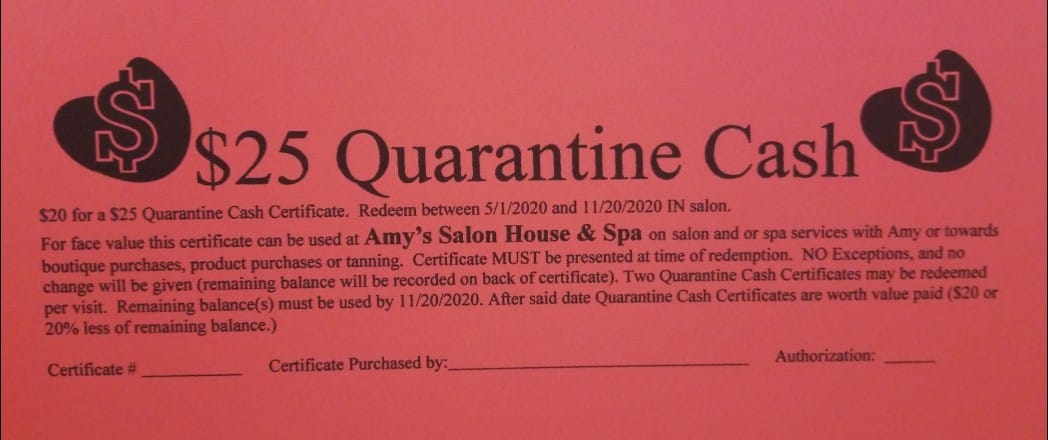 $25 Quarantine Cash
$20 for a $25 Quarantine Cash Certificate. Redeem between 5/1/2020 and 11/20/2020 IN salon.
For face value this certificate can be used at Amy's Salon House & Spa on salon and or spa services with Amy or towards
boutique purchases, product purchases or tanning. Certificate MUST be presented at time of redemption. NO Exceptions, and no
change will be given (remaining balance will be recorded on back of certificate). Two Quarantine Cash Certificates may be redeemed
per visit. Remaining balance(s) must be used by 11/20/2020. After said date Quarantine Cash Certificates are worth value paid ($20 or
20% less of remaining balance.)
Certificate # __________ Certificate Purchased by:______________________________ Authorization: _____